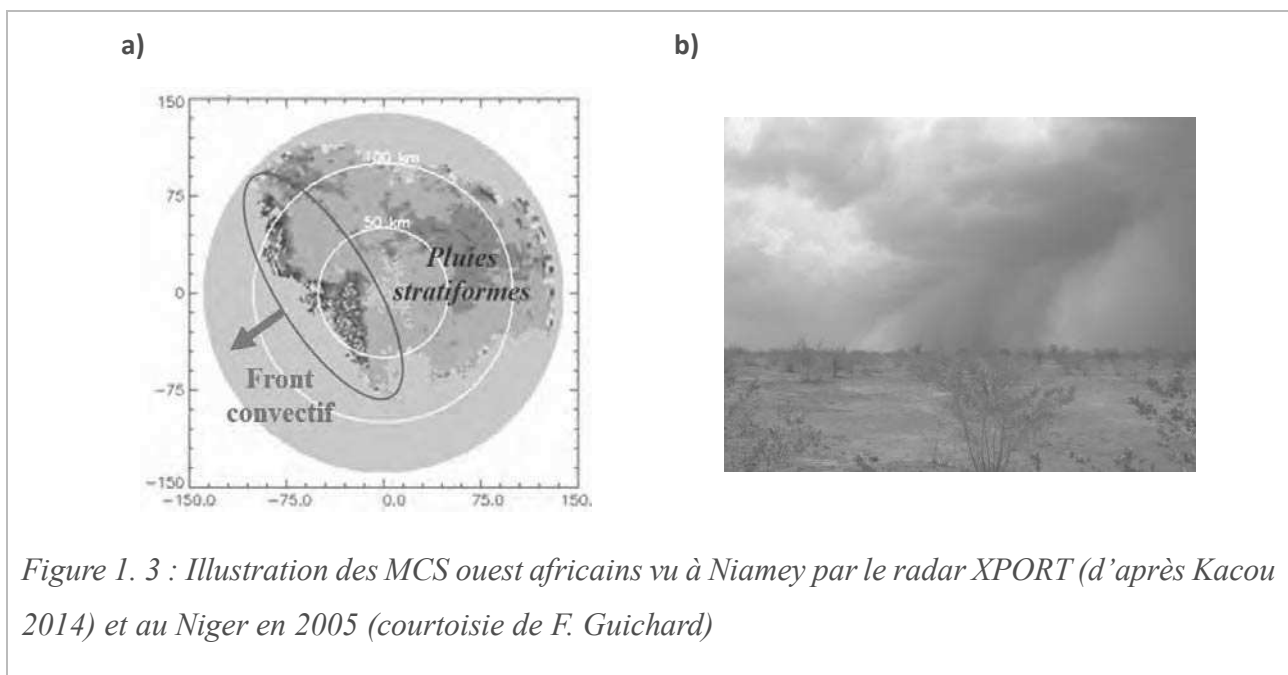 a)
b)
150
75
0
−75
−150
−150.0
−75.0
0.0
75.0
150.
100 km
50 km
Pluies
stratiformes
Front
convectif
Figure 1. 3 : Illustration des MCS ouest africains vu à Niamey par le radar XPORT (d’après Kacou
2014) et au Niger en 2005 (courtoisie de F. Guichard)